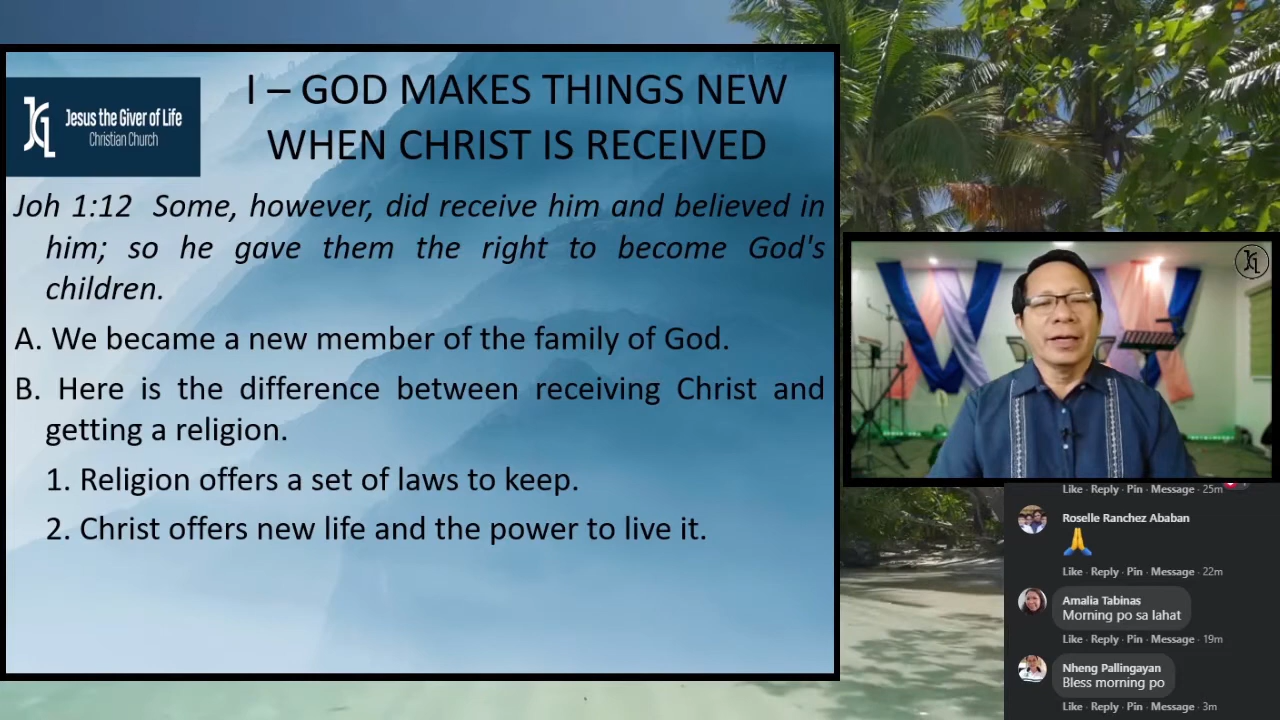 Jesus the Giver of Life
Christian Church
I – GOD MAKES THINGS NEW
WHEN CHRIST IS RECEIVED
Joh 1:12 Some, however, did receive him and believed in
him; so he gave them the right to become God's
children.
A. We became a new member of the family of God.
B. Here is the difference between receiving Christ and
getting a religion.
1. Religion offers a set of laws to keep.
2. Christ offers new life and the power to live it.
Like · Reply · Pin · Message · 25m
Roselle Ranchez Ababan
Like · Reply · Pin · Message · 22m
Amalia Tabinas
Morning po sa lahat
Like · Reply · Pin · Message · 19m
Nheng Pallingayan
Bless morning po
Like · Reply · Pin · Message · 3m